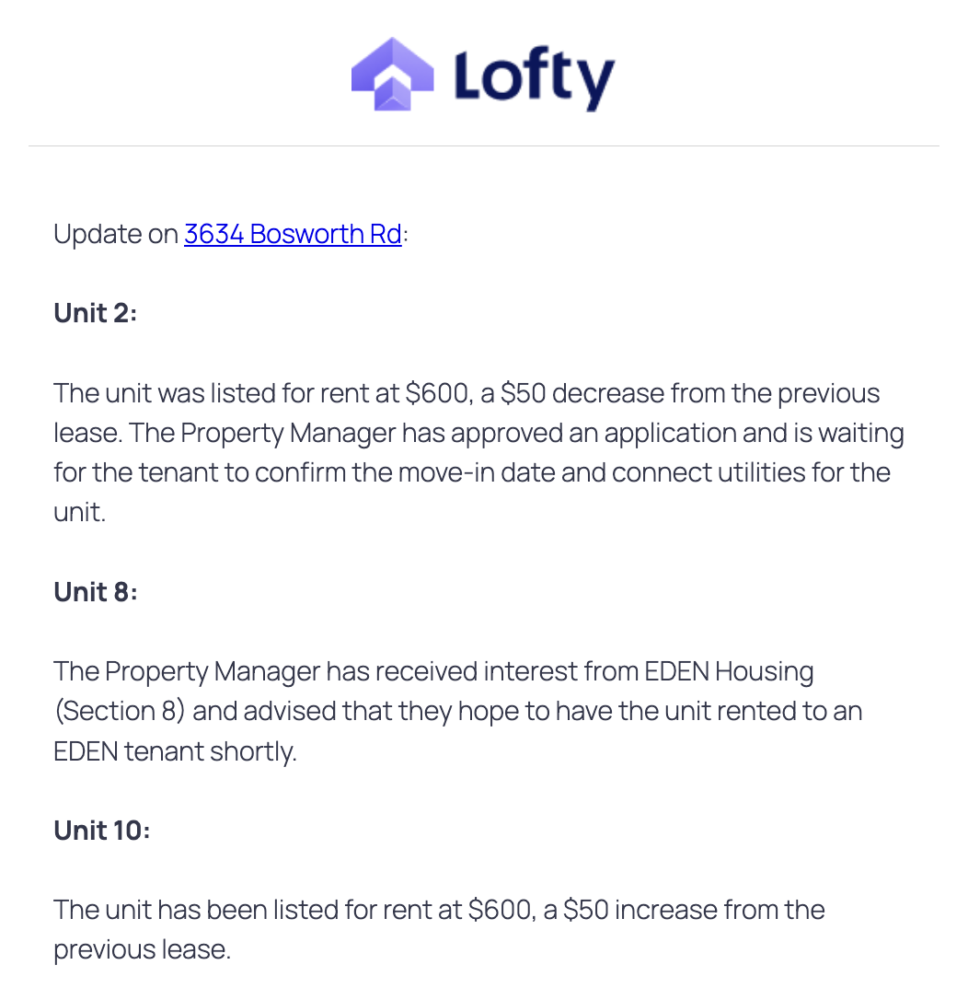 Lofty
Update on 3634 Bosworth Rd:
Unit 2:
The unit was listed for rent at $600, a $50 decrease from the previous
lease. The Property Manager has approved an application and is waiting
for the tenant to confirm the move-in date and connect utilities for the
unit.
Unit 8:
The Property Manager has received interest from EDEN Housing
(Section 8) and advised that they hope to have the unit rented to an
EDEN tenant shortly.
Unit 10:
The unit has been listed for rent at $600, a $50 increase from the
previous lease.